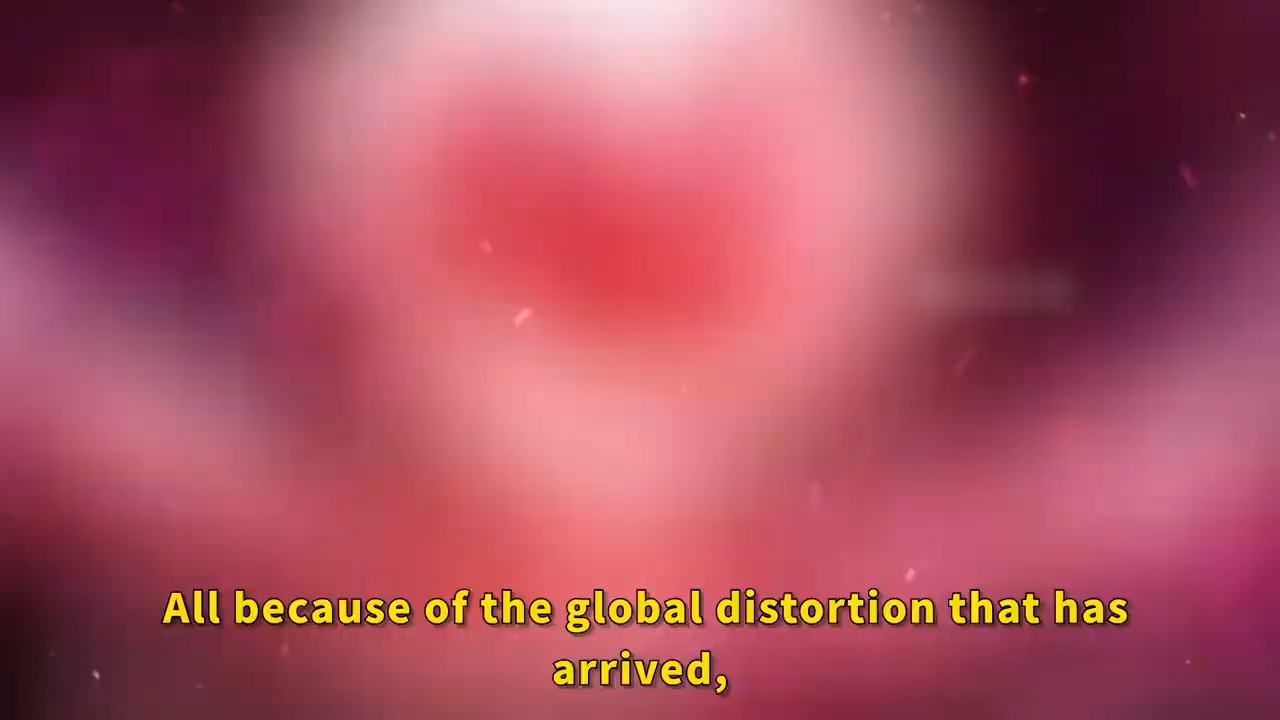 All because of the global distortion that has
arrived,